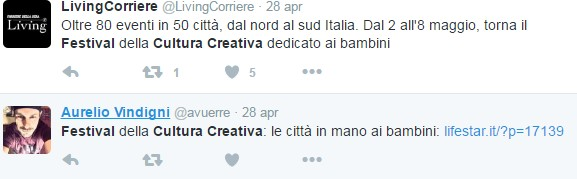 LivingCorriere @LivingCorriere · 28 apr
Oltre 80 eventi in 50 città, dal nord al sud Italia. Dal 2 all'8 maggio, torna il
Festival della Cultura Creativa dedicato ai bambini
Living
1 5
Aurelio Vindigni @avuerre · 28 apr
Festival della Cultura Creativa: le città in mano ai bambini: lifestar.it/?p=17139